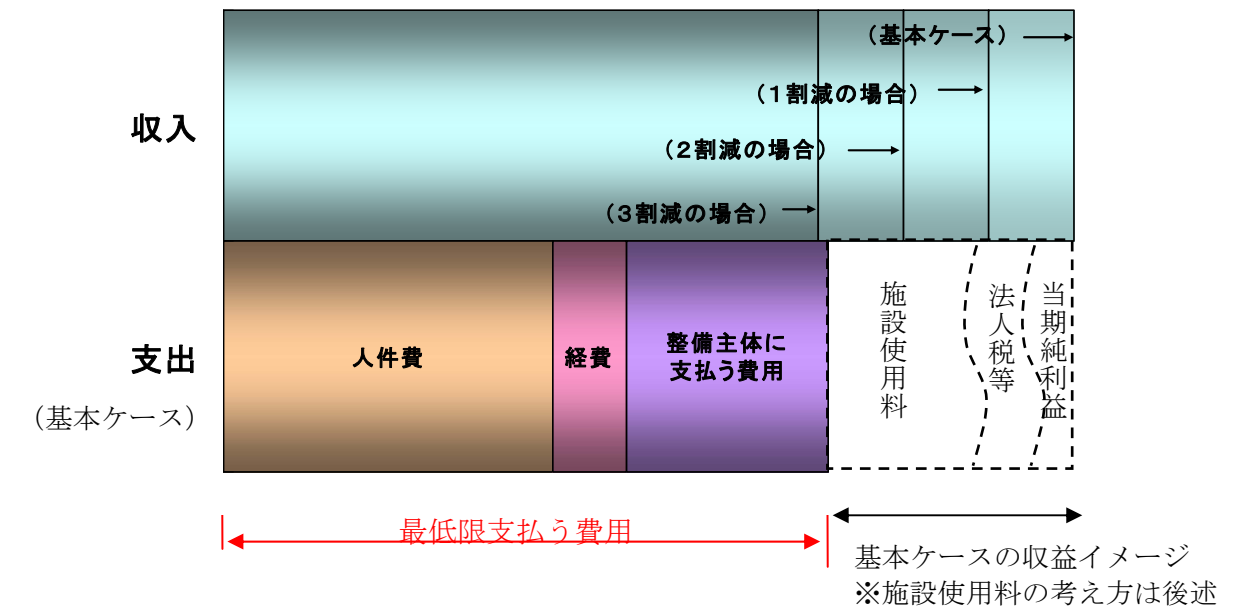 収入
（基本ケース）
（１割減の場合）
（２割減の場合）
（３割減の場合）
支出
（基本ケース）
人件費
経費
整備主体に
支払う費用
施設使用料
法人税等
当期純利益
最低限支払う費用
基本ケースの収益イメージ
※施設使用料の考え方は後述